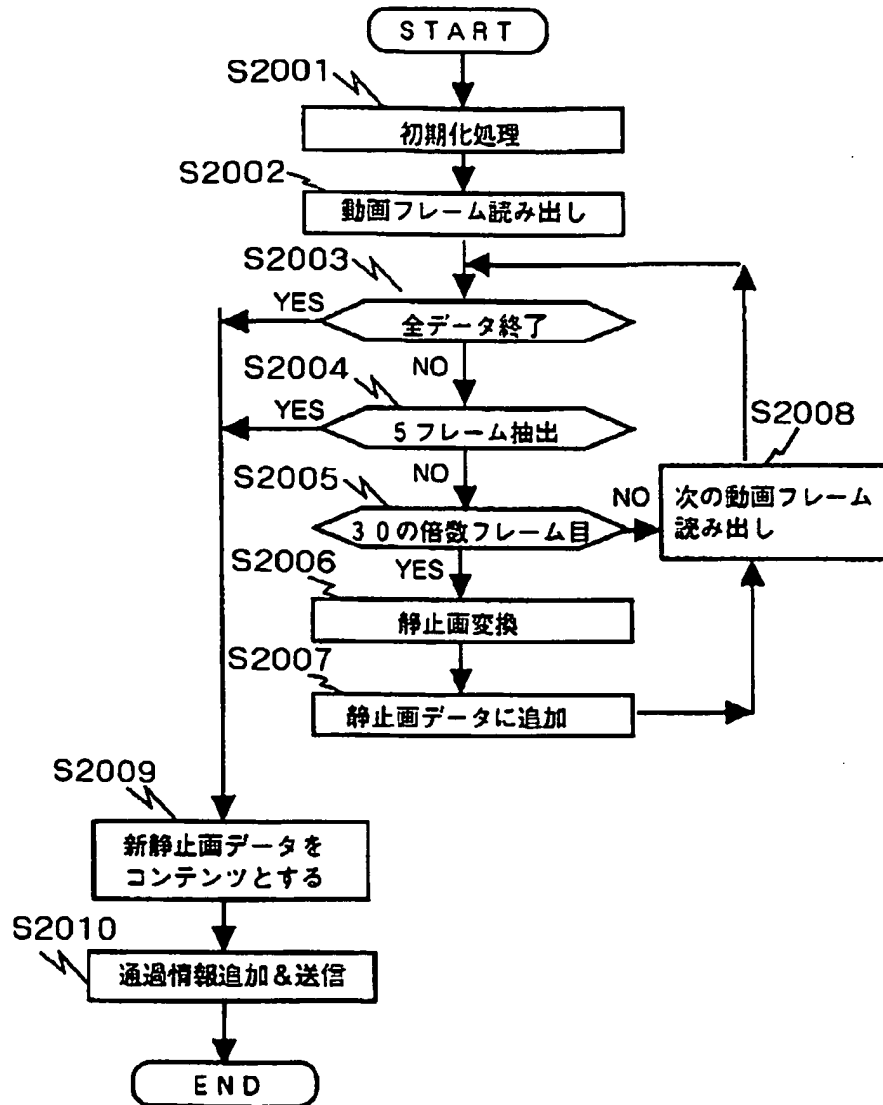 START
S2001
初期化処理
S2002
動画フレーム読み出し
S2003
YES
全データ終了
NO
S2004
YES
5フレーム抽出
NO
S2005
30の倍数フレーム目
NO
S2008
次の動画フレーム
読み出し
YES
S2006
静止画変換
S2007
静止画データに追加
S2009
新静止画データを
コンテンツとする
S2010
通過情報追加&送信
END